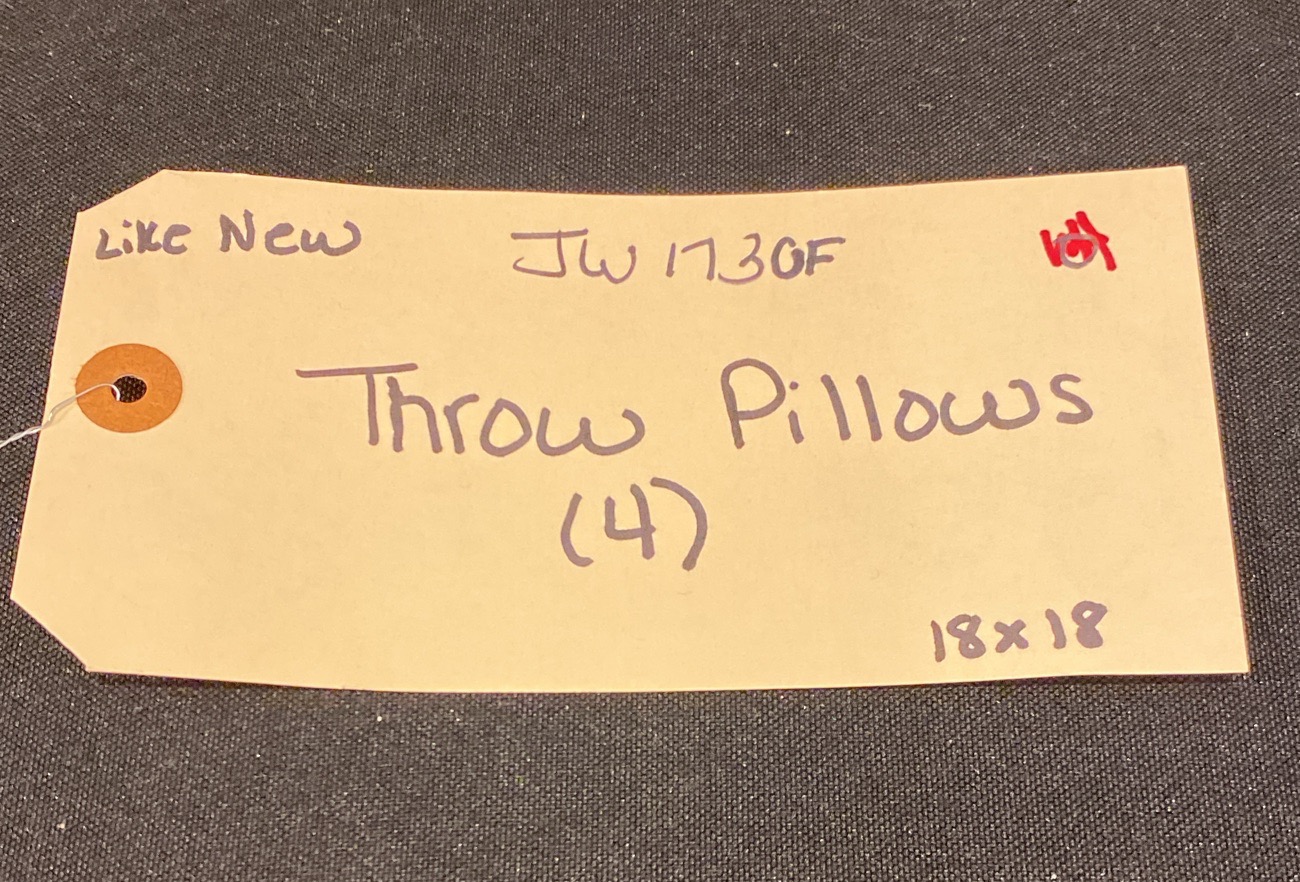 Like New JW 1730F
Throw Pillows
(4)
18x18